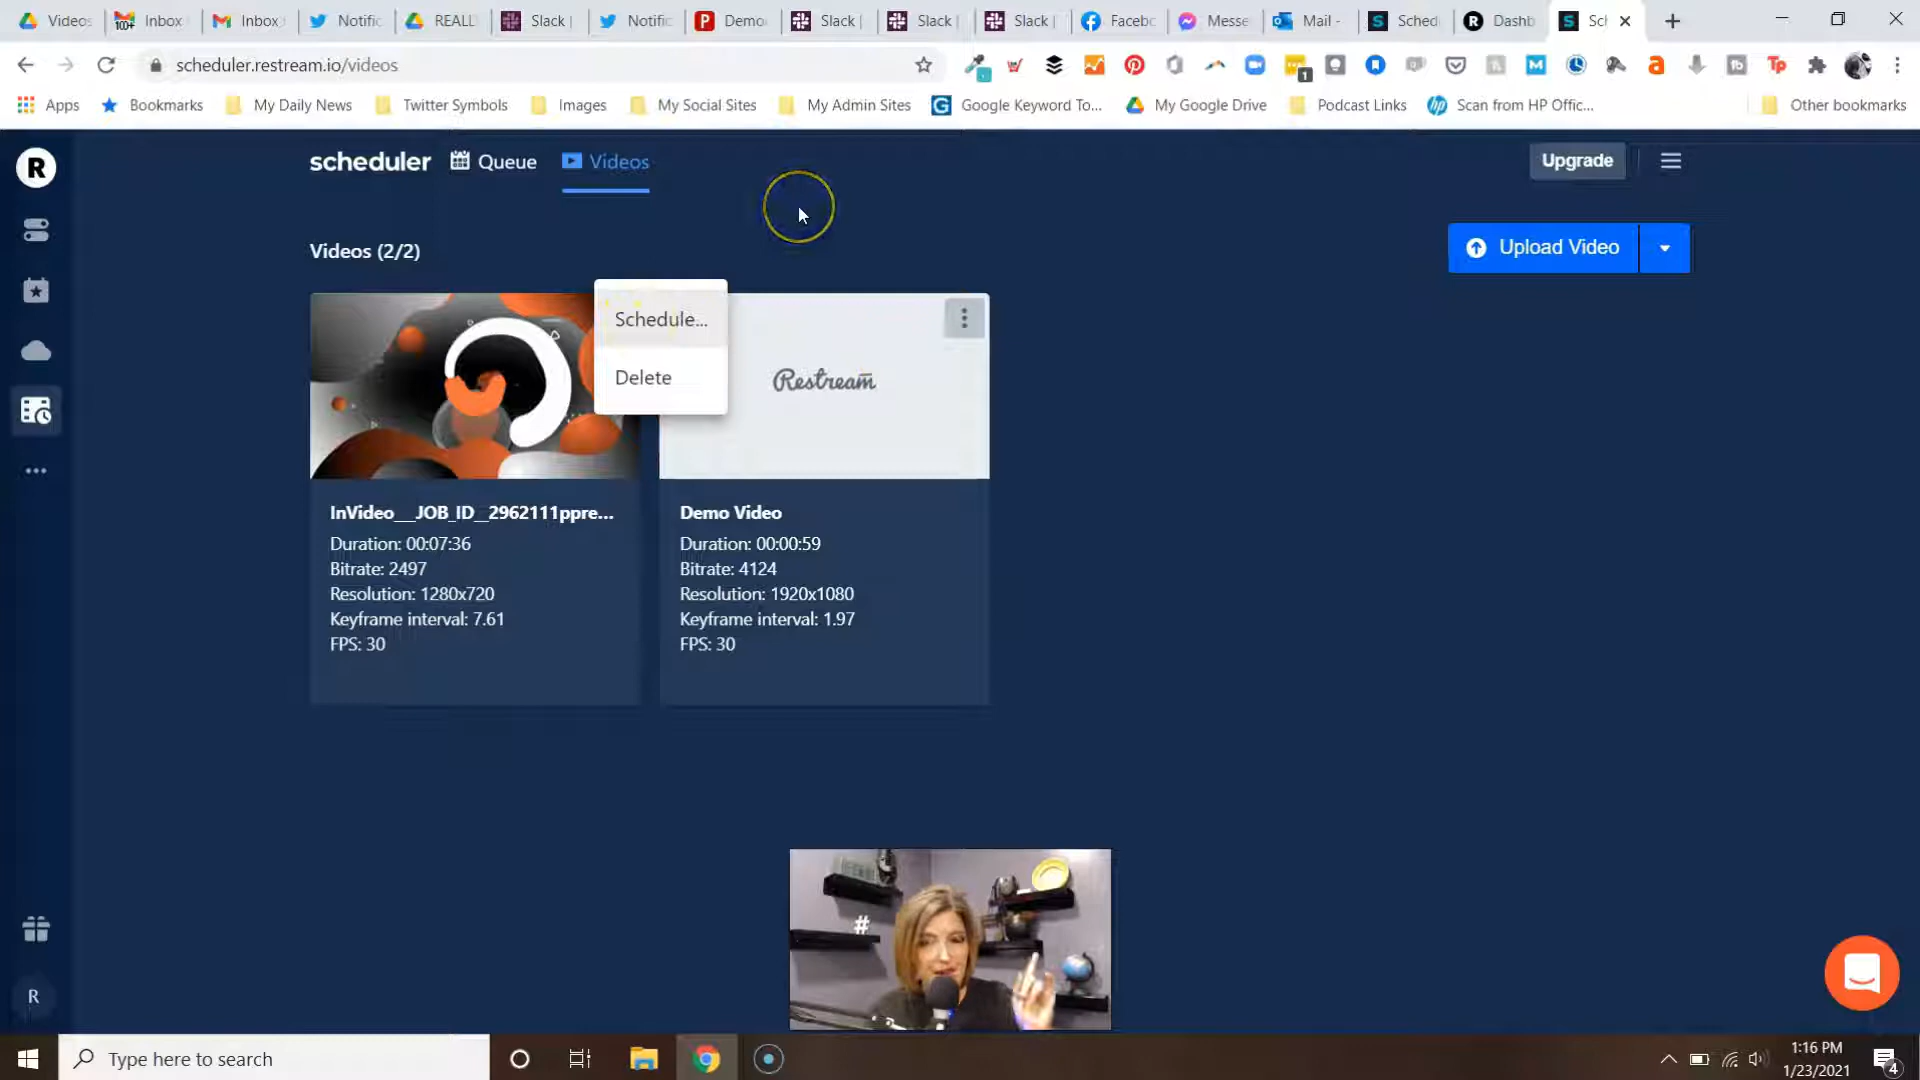 Videos Inbox Inbox Notific REALL Slack | Notific Demo Slack | Slack | Slack | Facebo Messe Mail - Sched Dashb Sc
scheduler.restream.io/videos
Apps Bookmarks My Daily News Twitter Symbols Images My Social Sites My Admin Sites Google Keyword To... My Google Drive Podcast Links Scan from HP Offic... Other bookmarks
scheduler Queue Videos Upgrade
Videos (2/2)
Upload Video
Schedule...
Delete
Restream
InVideo__JOB_ID__2962111ppre...
Duration: 00:07:36
Bitrate: 2497
Resolution: 1280x720
Keyframe interval: 7.61
FPS: 30
Demo Video
Duration: 00:00:59
Bitrate: 4124
Resolution: 1920x1080
Keyframe interval: 1.97
FPS: 30
#
R
R
Type here to search
1:16 PM
1/23/2021
4